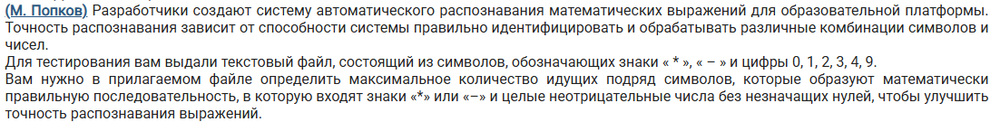 (М. Попков) Разработчики создают систему автоматического распознавания математических выражений для образовательной платформы.
Точность распознавания зависит от способности системы правильно идентифицировать и обрабатывать различные комбинации символов и
чисел.
Для тестирования вам выдали текстовый файл, состоящий из символов, обозначающих знаки « * », « – » и цифры 0, 1, 2, 3, 4, 9.
Вам нужно в прилагаемом файле определить максимальное количество идущих подряд символов, которые образуют математически
правильную последовательность, в которую входят знаки «*» или «–» и целые неотрицательные числа без незначащих нулей, чтобы улучшить
точность распознавания выражений.